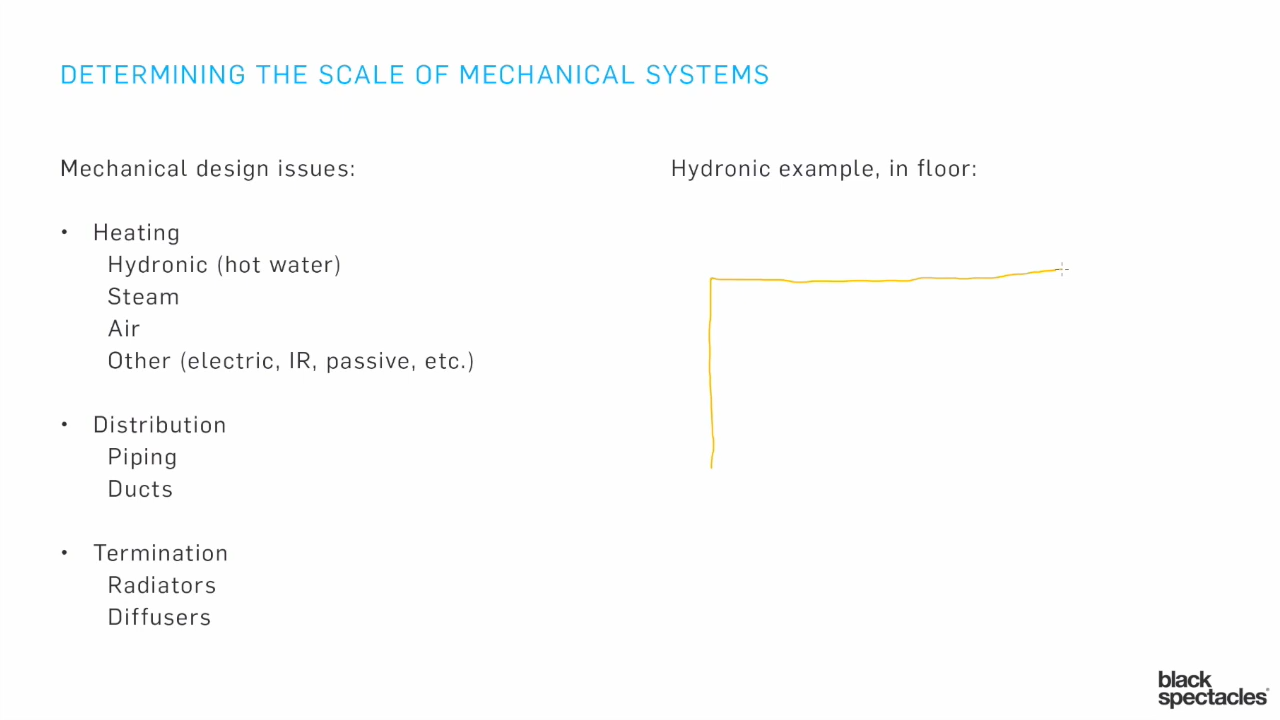 DETERMINING THE SCALE OF MECHANICAL SYSTEMS
Mechanical design issues:
• Heating
Hydronic (hot water)
Steam
Air
Other (electric, IR, passive, etc.)
• Distribution
Piping
Ducts
• Termination
Radiators
Diffusers
Hydronic example, in floor:
black
spectacles®